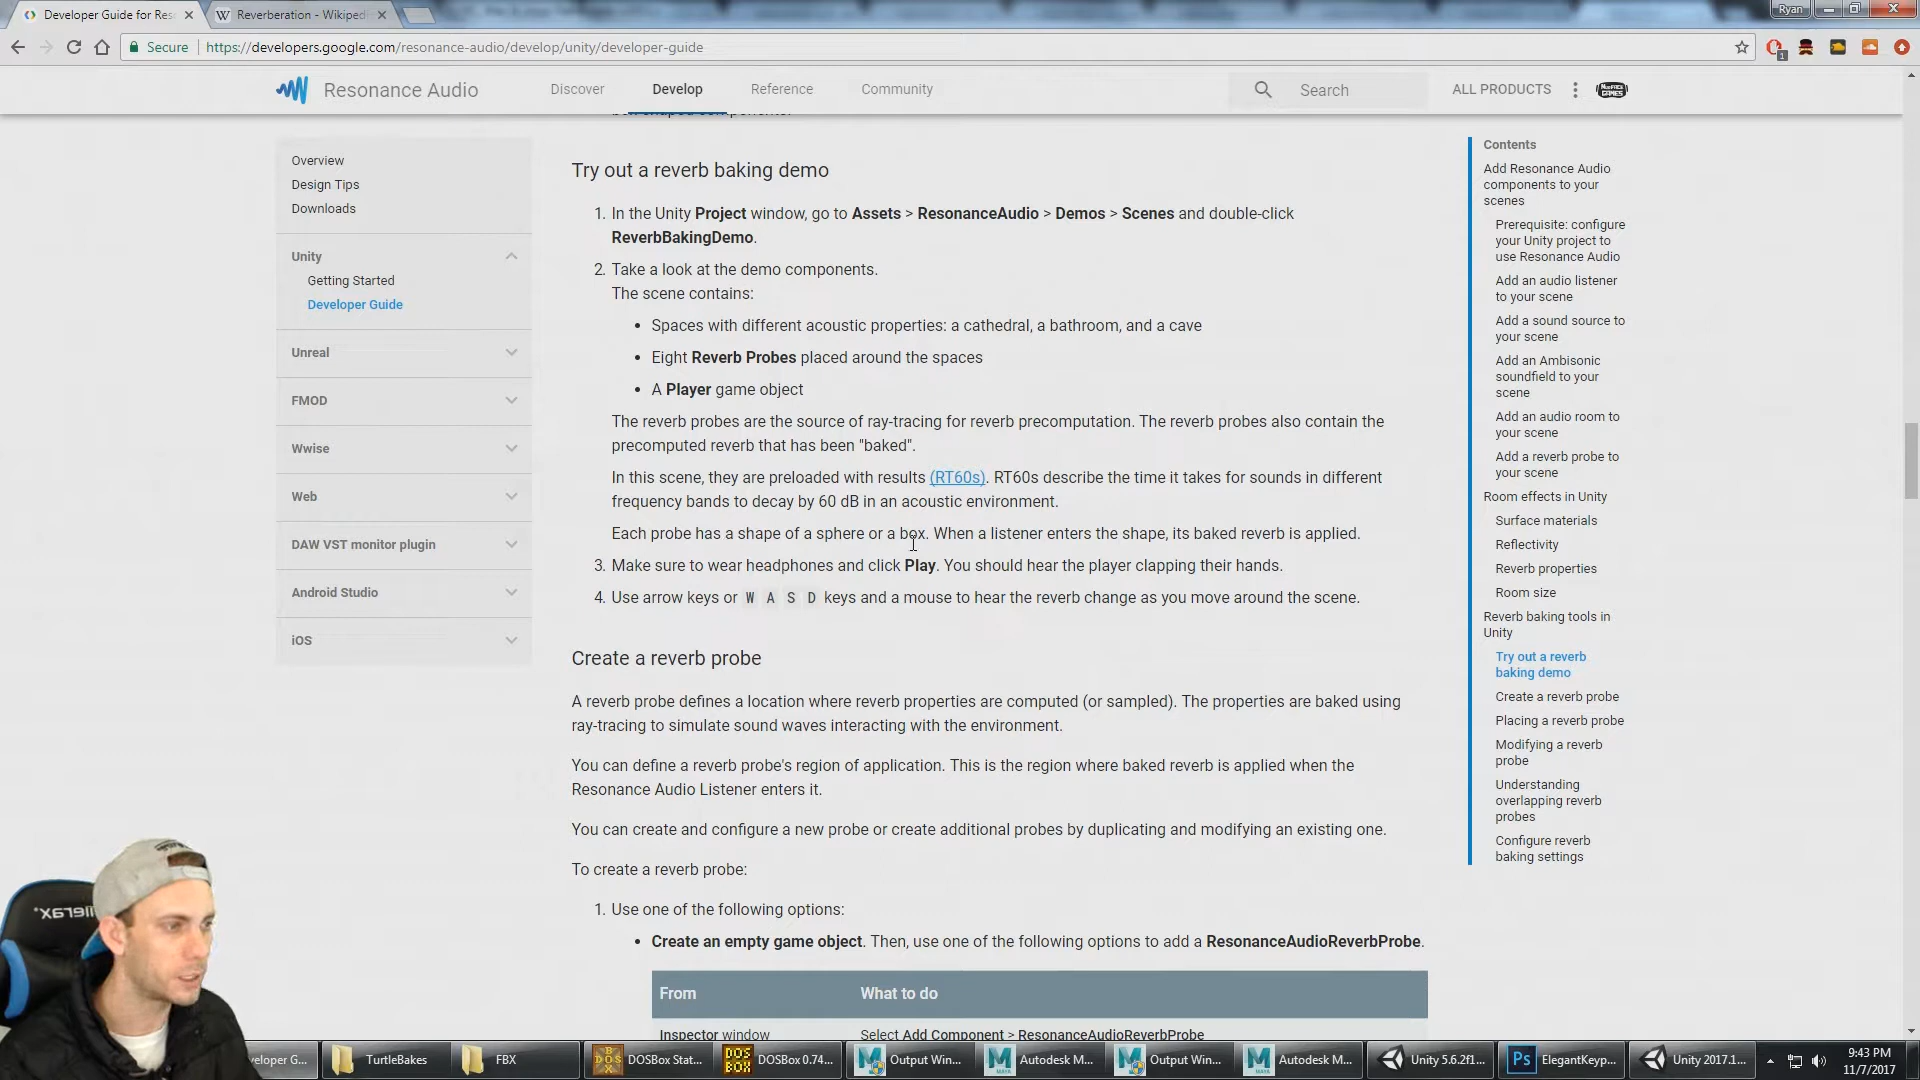 Developer Guide for Res
Reverberation - Wikiped
Ryan
Secure
https://developers.google.com/resonance-audio/develop/unity/developer-guide
1
Resonance Audio
Discover
Develop
Reference
Community
Search
ALL PRODUCTS
box shaped components.
Overview
Design Tips
Downloads
Unity
Getting Started
Developer Guide
Unreal
FMOD
Wwise
Web
DAW VST monitor plugin
Android Studio
iOS
Try out a reverb baking demo
1. In the Unity Project window, go to Assets > ResonanceAudio > Demos > Scenes and double-click
ReverbBakingDemo.
2. Take a look at the demo components.
The scene contains:
• Spaces with different acoustic properties: a cathedral, a bathroom, and a cave
• Eight Reverb Probes placed around the spaces
• A Player game object
The reverb probes are the source of ray-tracing for reverb precomputation. The reverb probes also contain the
precomputed reverb that has been "baked".
In this scene, they are preloaded with results (RT60s). RT60s describe the time it takes for sounds in different
frequency bands to decay by 60 dB in an acoustic environment.
Each probe has a shape of a sphere or a box. When a listener enters the shape, its baked reverb is applied.
3. Make sure to wear headphones and click Play. You should hear the player clapping their hands.
4. Use arrow keys or W A S D keys and a mouse to hear the reverb change as you move around the scene.
Create a reverb probe
A reverb probe defines a location where reverb properties are computed (or sampled). The properties are baked using
ray-tracing to simulate sound waves interacting with the environment.
You can define a reverb probe's region of application. This is the region where baked reverb is applied when the
Resonance Audio Listener enters it.
You can create and configure a new probe or create additional probes by duplicating and modifying an existing one.
To create a reverb probe:
1. Use one of the following options:
• Create an empty game object. Then, use one of the following options to add a ResonanceAudioReverbProbe.
From What to do
Inspector window Select Add Component > ResonanceAudioReverbProbe
Contents
Add Resonance Audio
components to your
scenes
Prerequisite: configure
your Unity project to
use Resonance Audio
Add an audio listener
to your scene
Add a sound source to
your scene
Add an Ambisonic
soundfield to your
scene
Add an audio room to
your scene
Add a reverb probe to
your scene
Room effects in Unity
Surface materials
Reflectivity
Reverb properties
Room size
Reverb baking tools in
Unity
Try out a reverb
baking demo
Create a reverb probe
Placing a reverb probe
Modifying a reverb
probe
Understanding
overlapping reverb
probes
Configure reverb
baking settings
veloper G...
TurtleBakes
FBX
DOSBox Stat...
DOSBox 0.74...
Output Win...
Autodesk M...
Output Win...
Autodesk M...
Unity 5.6.2f1...
Ps
ElegantKeyp...
Unity 2017.1...
9:43 PM
11/7/2017